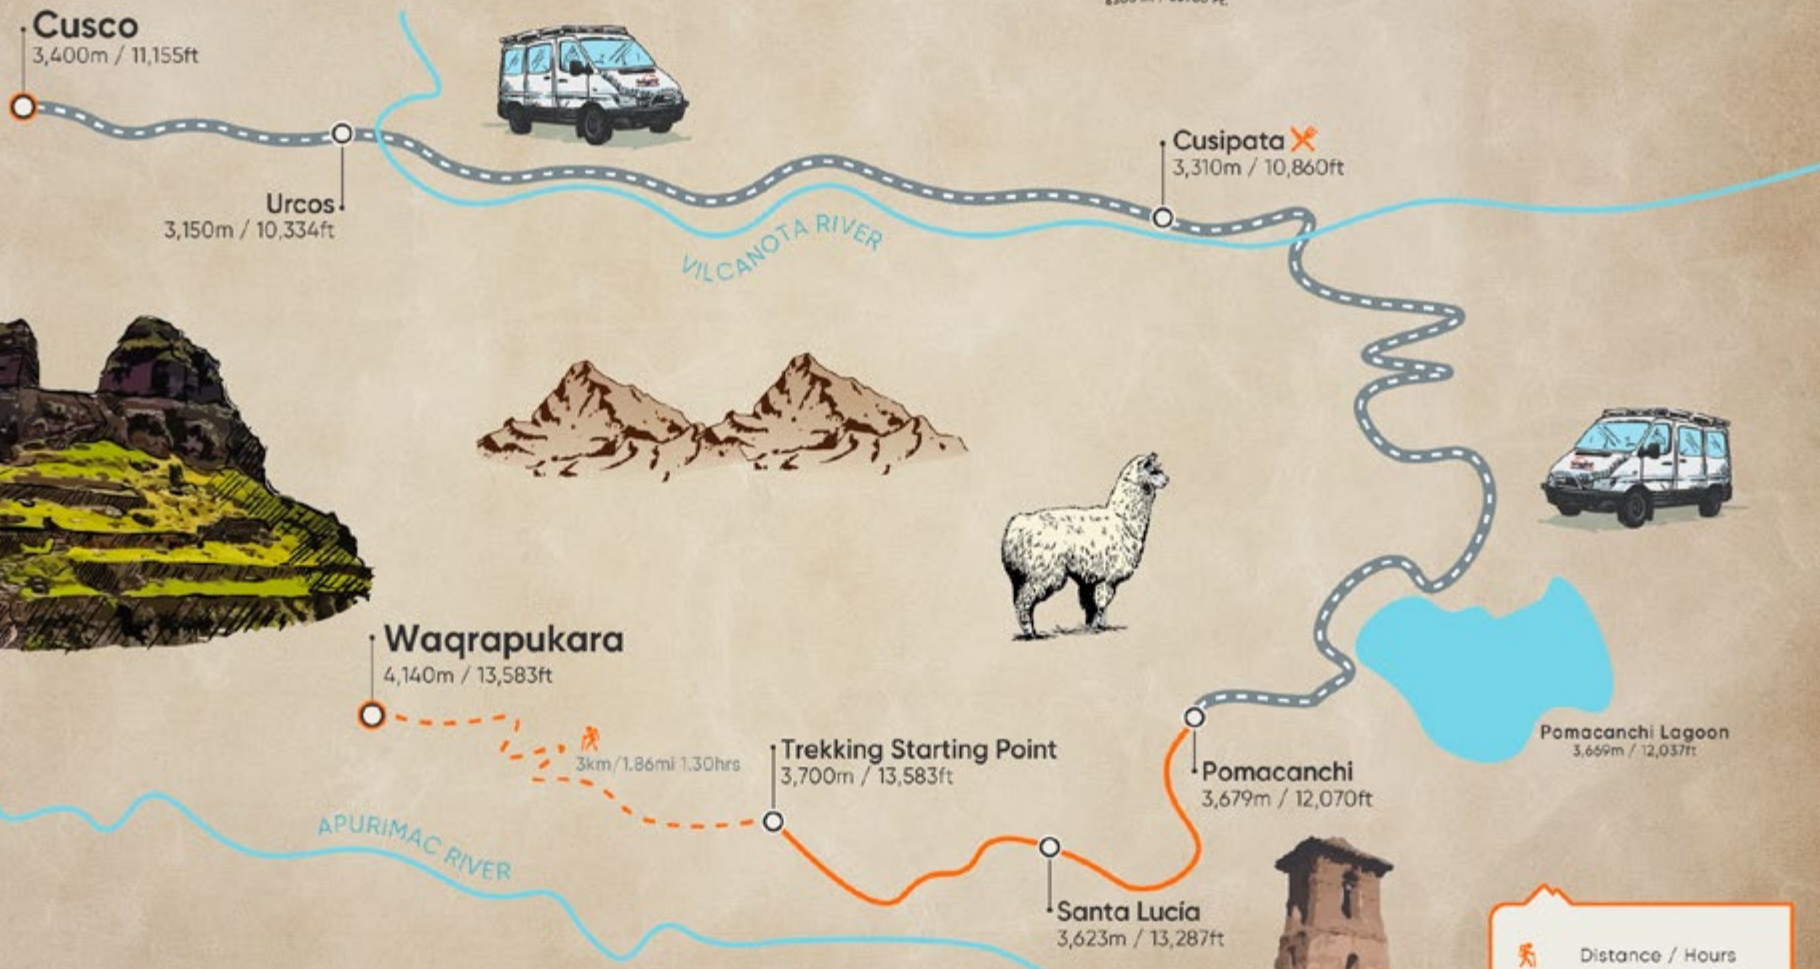 Cusco
3,400m / 11,155ft
Cusipata
3,310m / 10,860ft
Urcos
3,150m / 10,334ft
VILCANOTA RIVER
Waqrapukara
4,140m / 13,583ft
3km/1.86mi 1.30hrs
Trekking Starting Point
3,700m / 13,583ft
Pomacanchi Lagoon
3,669m / 12,037ft
Pomacanchi
3,679m / 12,070ft
APURIMAC RIVER
Santa Lucía
3,623m / 13,287ft
Distance / Hours